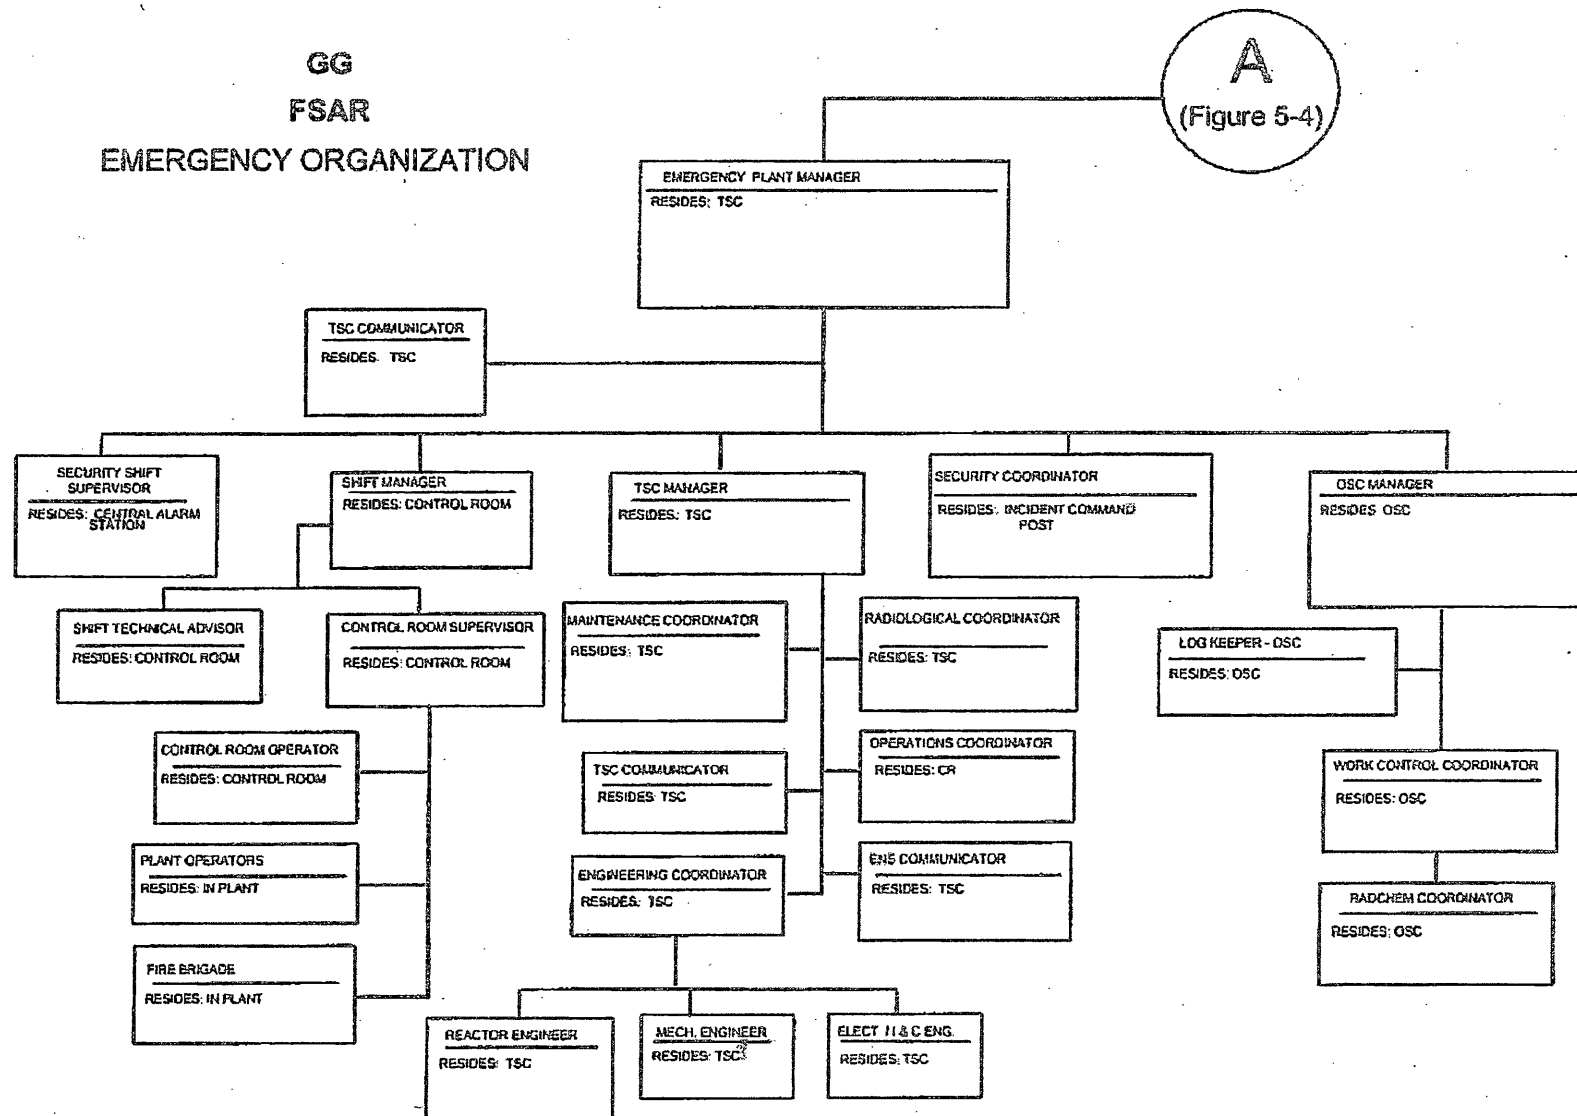 GG
FSAR
EMERGENCY ORGANIZATION
A
(Figure 5-4)
EMERGENCY PLANT MANAGER
RESIDES: TSC
TSC COMMUNICATOR
RESIDES: TSC
SECURITY SHIFT
SUPERVISOR
RESIDES: CENTRAL ALARM
STATION
SHIFT MANAGER
RESIDES: CONTROL ROOM
TSC MANAGER
RESIDES: TSC
SECURITY COORDINATOR
RESIDES: INCIDENT COMMAND
POST
OSC MANAGER
RESIDES OSC
SHIFT TECHNICAL ADVISOR
RESIDES: CONTROL ROOM
CONTROL ROOM SUPERVISOR
RESIDES: CONTROL ROOM
MAINTENANCE COORDINATOR
RESIDES: TSC
RADIOLOGICAL COORDINATOR
RESIDES: TSC
LOG KEEPER - OSC
RESIDES: OSC
CONTROL ROOM OPERATOR
RESIDES: CONTROL ROOM
TSC COMMUNICATOR
RESIDES: TSC
OPERATIONS COORDINATOR
RESIDES: CR
WORK CONTROL COORDINATOR
RESIDES: OSC
PLANT OPERATORS
RESIDES: IN PLANT
ENGINEERING COORDINATOR
RESIDES: TSC
ENS COMMUNICATOR
RESIDES: TSC
RADCHEM COORDINATOR
RESIDES: OSC
FIRE BRIGADE
RESIDES: IN PLANT
REACTOR ENGINEER
RESIDES: TSC
MECH. ENGINEER
RESIDES: TSC
ELECT I & C ENG.
RESIDES: TSC